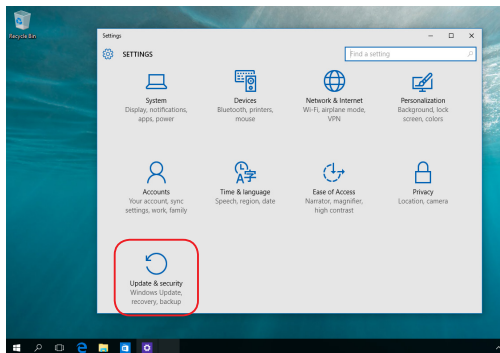 Recycle Bin
Settings
SETTINGS
Find a setting
System
Display, notifications,
apps, power
Devices
Bluetooth, printers,
mouse
Network & Internet
Wi-Fi, airplane mode,
VPN
Personalization
Background, lock
screen, colors
Accounts
Your account, sync
settings, work, family
Time & language
Speech, region, date
Ease of Access
Narrator, magnifier,
high contrast
Privacy
Location, camera
Update & security
Windows Update,
recovery, backup